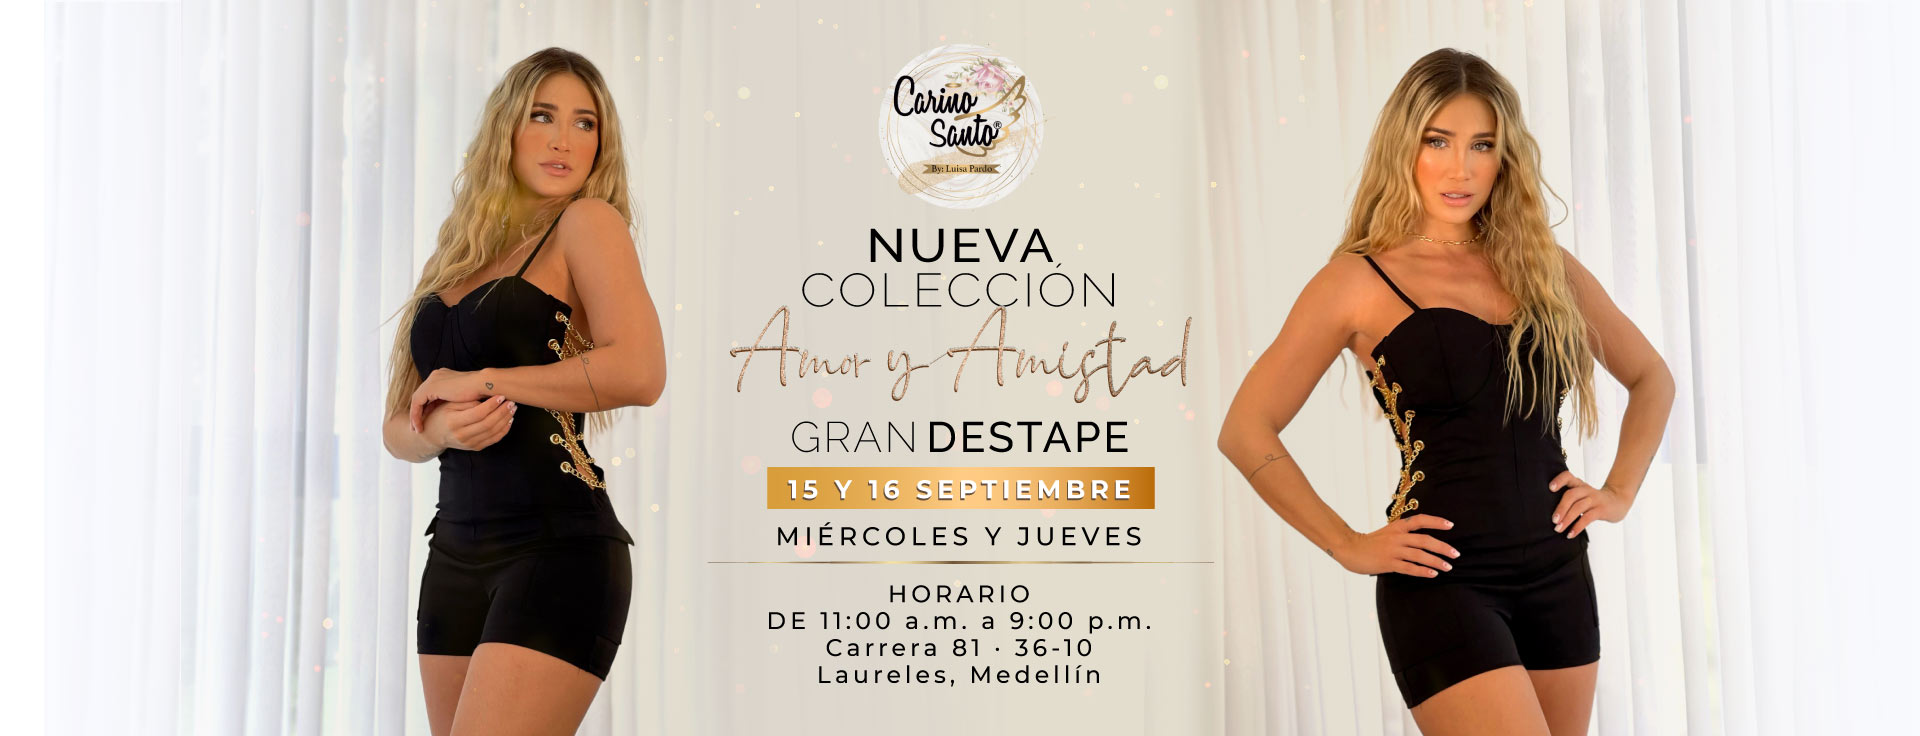 Carino
Santo®
By: Luisa Pardo
NUEVA
COLECCIÓN
Amor y Amistad
GRAN DESTAPE
15 Y 16 SEPTIEMBRE
MIÉRCOLES Y JUEVES
HORARIO
DE 11:00 a.m. a 9:00 p.m.
Carrera 81 · 36-10
Laureles, Medellín